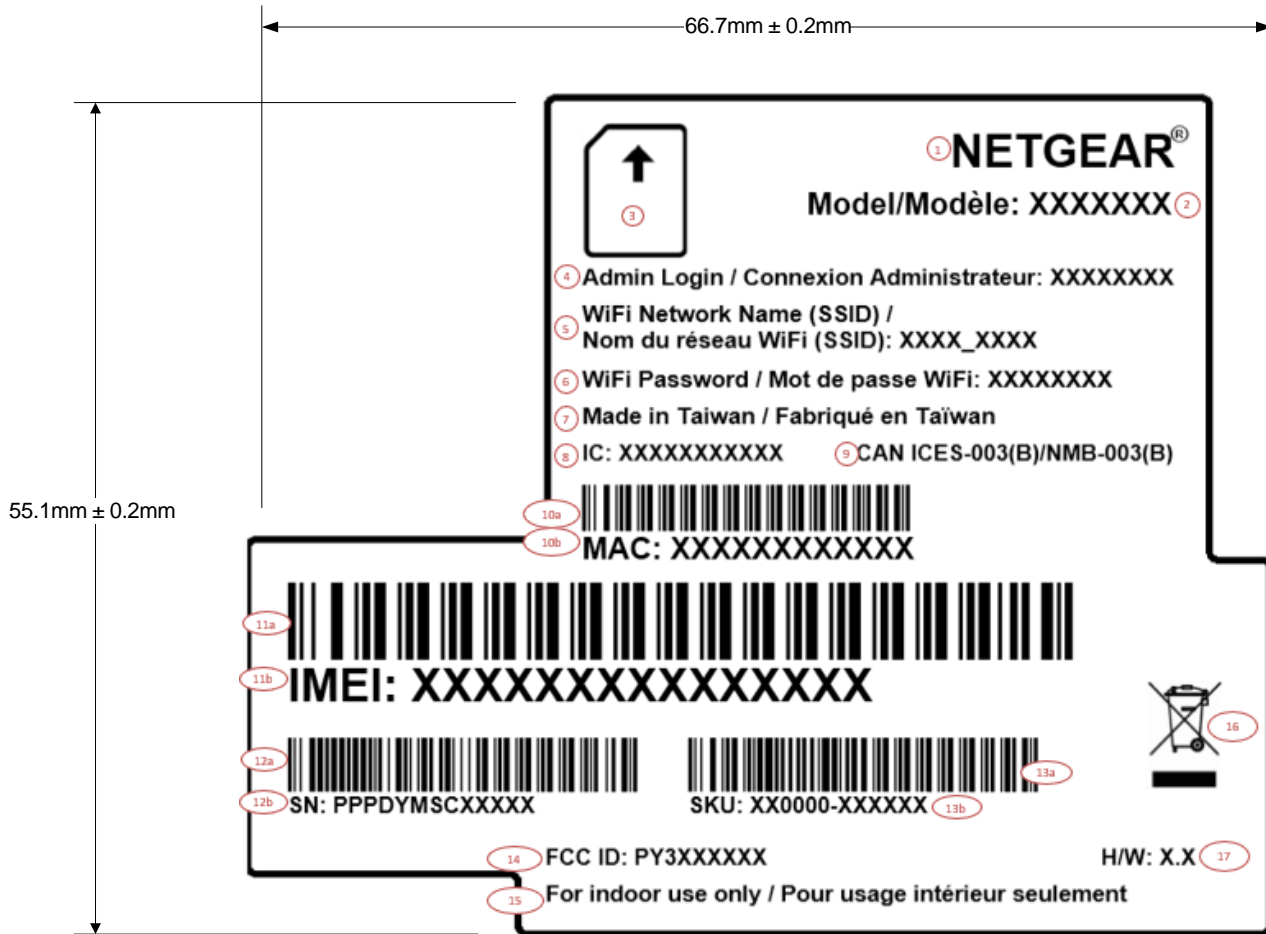 66.7mm ± 0.2mm
55.1mm ± 0.2mm
1 NETGEAR®
Model/Modèle: XXXXXXX 2
3
4 Admin Login / Connexion Administrateur: XXXXXXXX
5 WiFi Network Name (SSID) /
Nom du réseau WiFi (SSID): XXXX_XXXX
6 WiFi Password / Mot de passe WiFi: XXXXXXXX
7 Made in Taiwan / Fabriqué en Taïwan
8 IC: XXXXXXXXXXX 9 CAN ICES-003(B)/NMB-003(B)
10a
10b MAC: XXXXXXXXXXXX
11a
11b IMEI: XXXXXXXXXXXXXXX
16
12a 13a
12b SN: PPPDYMSCXXXXX SKU: XX0000-XXXXXX 13b
14 FCC ID: PY3XXXXXX H/W: X.X 17
15 For indoor use only / Pour usage intérieur seulement